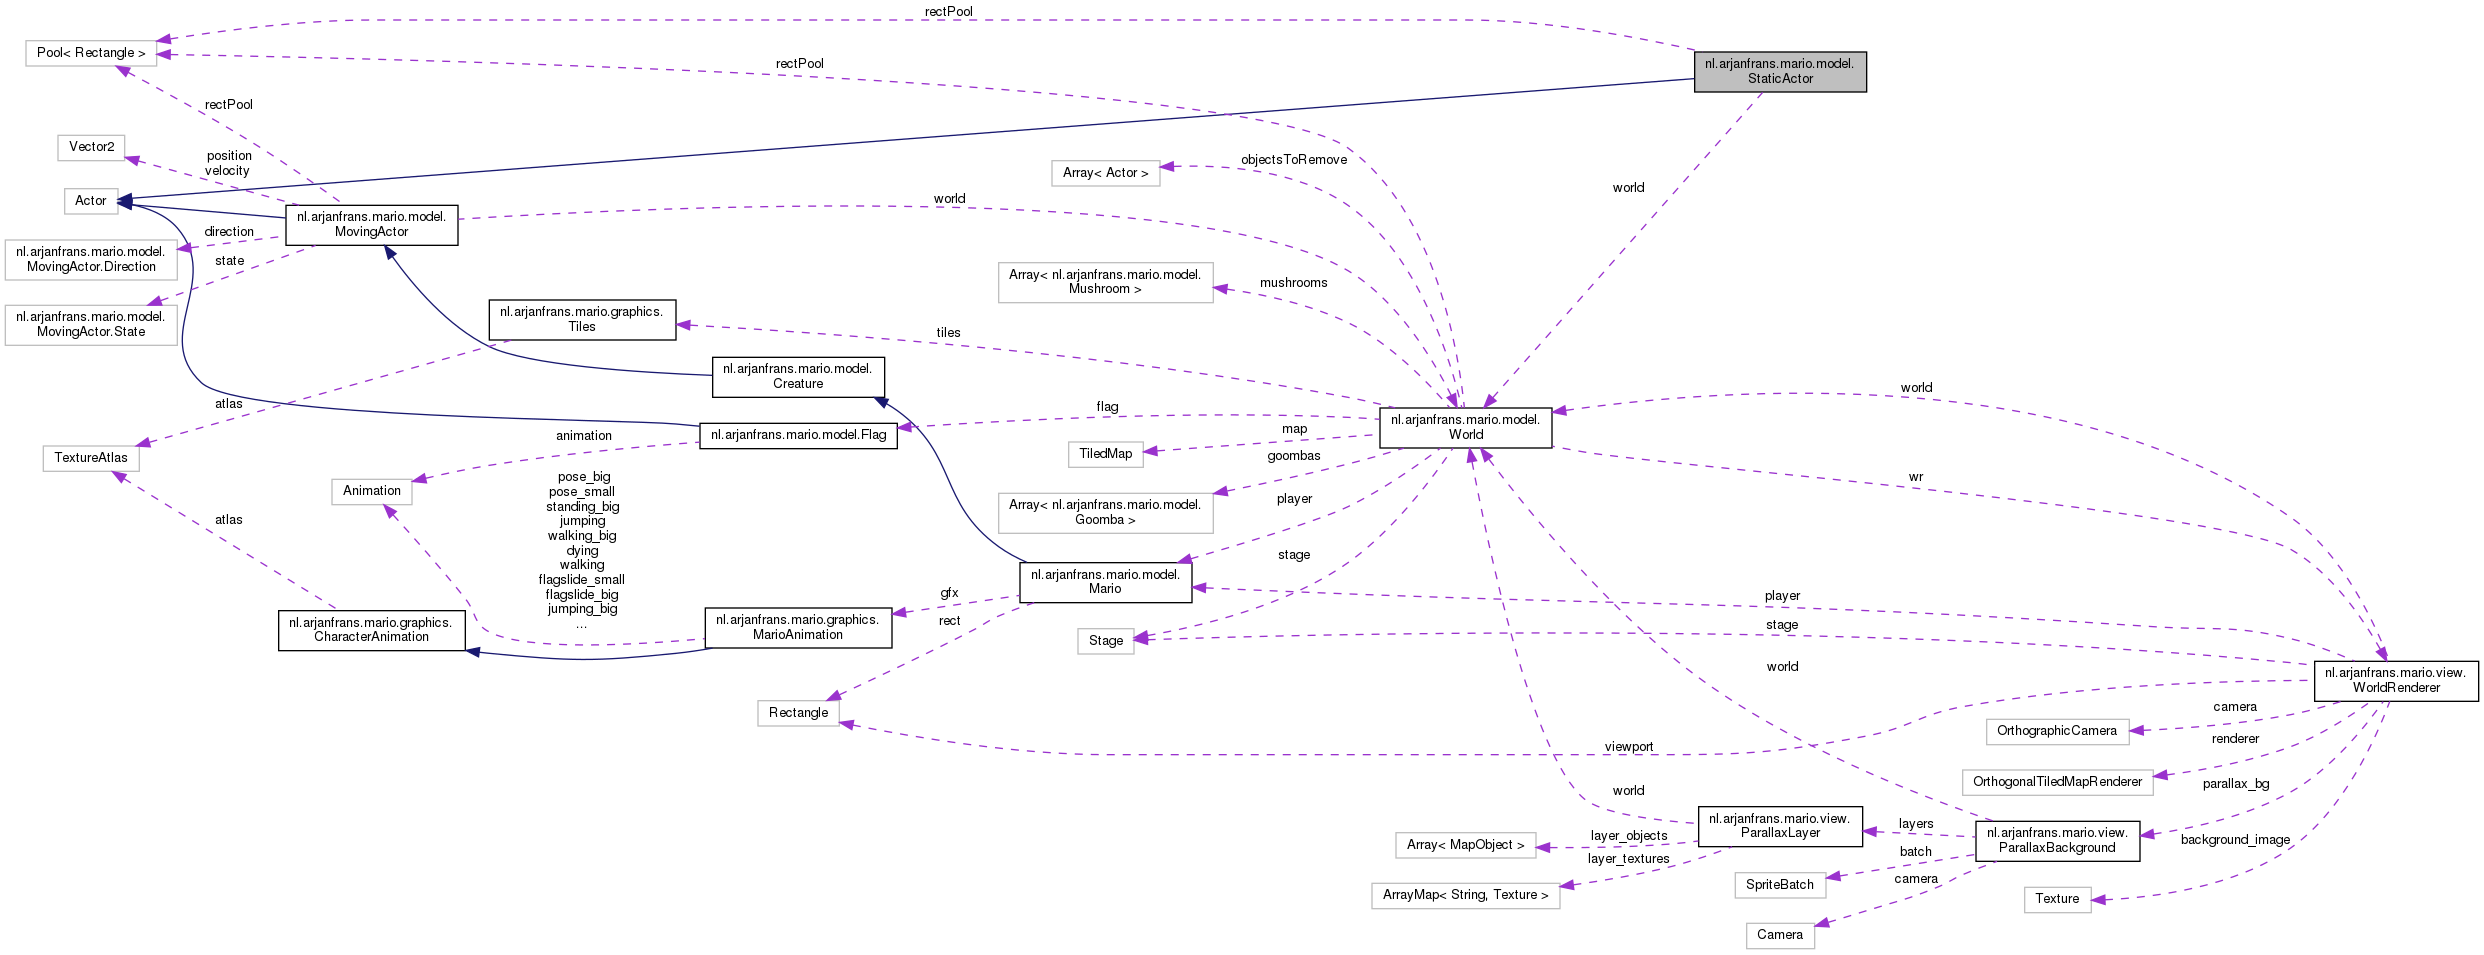 rectPool
Pool< Rectangle >
rectPool
nl.arjanfrans.mario.model.
StaticActor
rectPool
Vector2
position
velocity
Array< Actor >
objectsToRemove
world
Actor
nl.arjanfrans.mario.model.
MovingActor
world
direction
nl.arjanfrans.mario.model.
MovingActor.Direction
state
Array< nl.arjanfrans.mario.model.
Mushroom >
mushrooms
nl.arjanfrans.mario.model.
MovingActor.State
nl.arjanfrans.mario.graphics.
Tiles
tiles
nl.arjanfrans.mario.model.
Creature
world
atlas
flag
nl.arjanfrans.mario.model.
World
nl.arjanfrans.mario.model.Flag
animation
map
TiledMap
goombas
TextureAtlas
wr
Animation
pose_big
pose_small
standing_big
jumping
walking_big
dying
walking
flagslide_small
flagslide_big
jumping_big
...
Array< nl.arjanfrans.mario.model.
Goomba >
player
atlas
stage
nl.arjanfrans.mario.model.
Mario
gfx
rect
player
nl.arjanfrans.mario.graphics.
CharacterAnimation
nl.arjanfrans.mario.graphics.
MarioAnimation
Stage
stage
world
nl.arjanfrans.mario.view.
WorldRenderer
Rectangle
camera
OrthographicCamera
viewport
renderer
OrthogonalTiledMapRenderer
parallax_bg
world
nl.arjanfrans.mario.view.
ParallaxLayer
layers
nl.arjanfrans.mario.view.
ParallaxBackground
background_image
Array< MapObject >
layer_objects
layer_textures
batch
SpriteBatch
camera
ArrayMap< String, Texture >
Texture
Camera